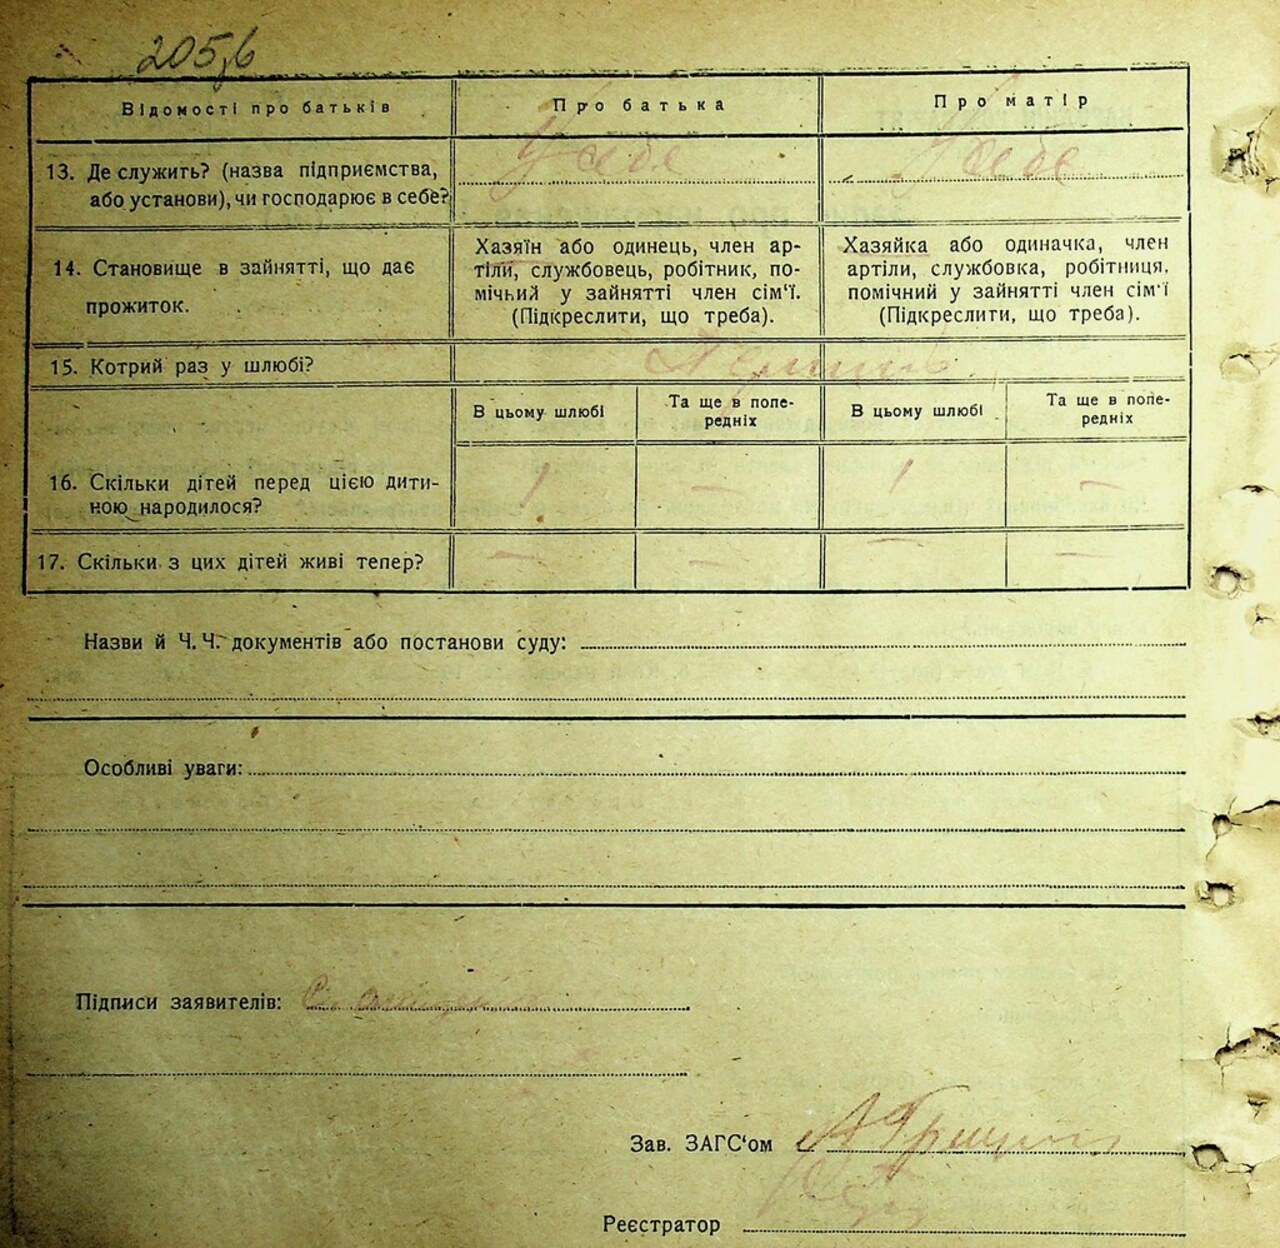 205,6
Відомості про батьків
Про батька
Про матір
13. Де служить? (назва підприємства,
або установи), чи господарює в себе?
У себе
У себе
14. Становище в зайнятті, що дає
прожиток.
Хазяїн або одинець, член ар-
тіли, службовець, робітник, по-
мічний у зайнятті член сім'ї.
(Підкреслити, що треба).
Хазяйка або одиначка, член
артіли, службовка, робітниця,
помічний у зайнятті член сім'ї
(Підкреслити, що треба).
15. Котрий раз у шлюбі?
В цьому шлюбі
Та ще в попе-
редніх
В цьому шлюбі
Та ще в попе-
редніх
16. Скільки дітей перед цією дити-
ною народилося?
1 — 1 —
17. Скільки з цих дітей живі тепер?
— — — —
Назви й Ч. Ч. документів або постанови суду:
Особливі уваги:
Підписи заявителів:
Зав. ЗАГС'ом
Реєстратор